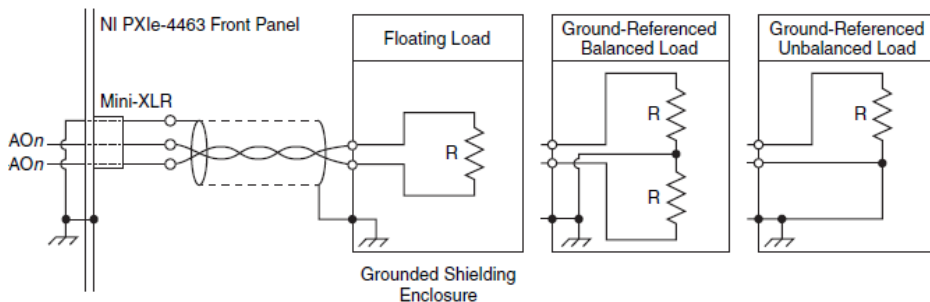 NI PXIe-4463 Front Panel
Mini-XLR
AOn
AOn
Floating Load
R
Grounded Shielding
Enclosure
Ground-Referenced
Balanced Load
R
R
Ground-Referenced
Unbalanced Load
R